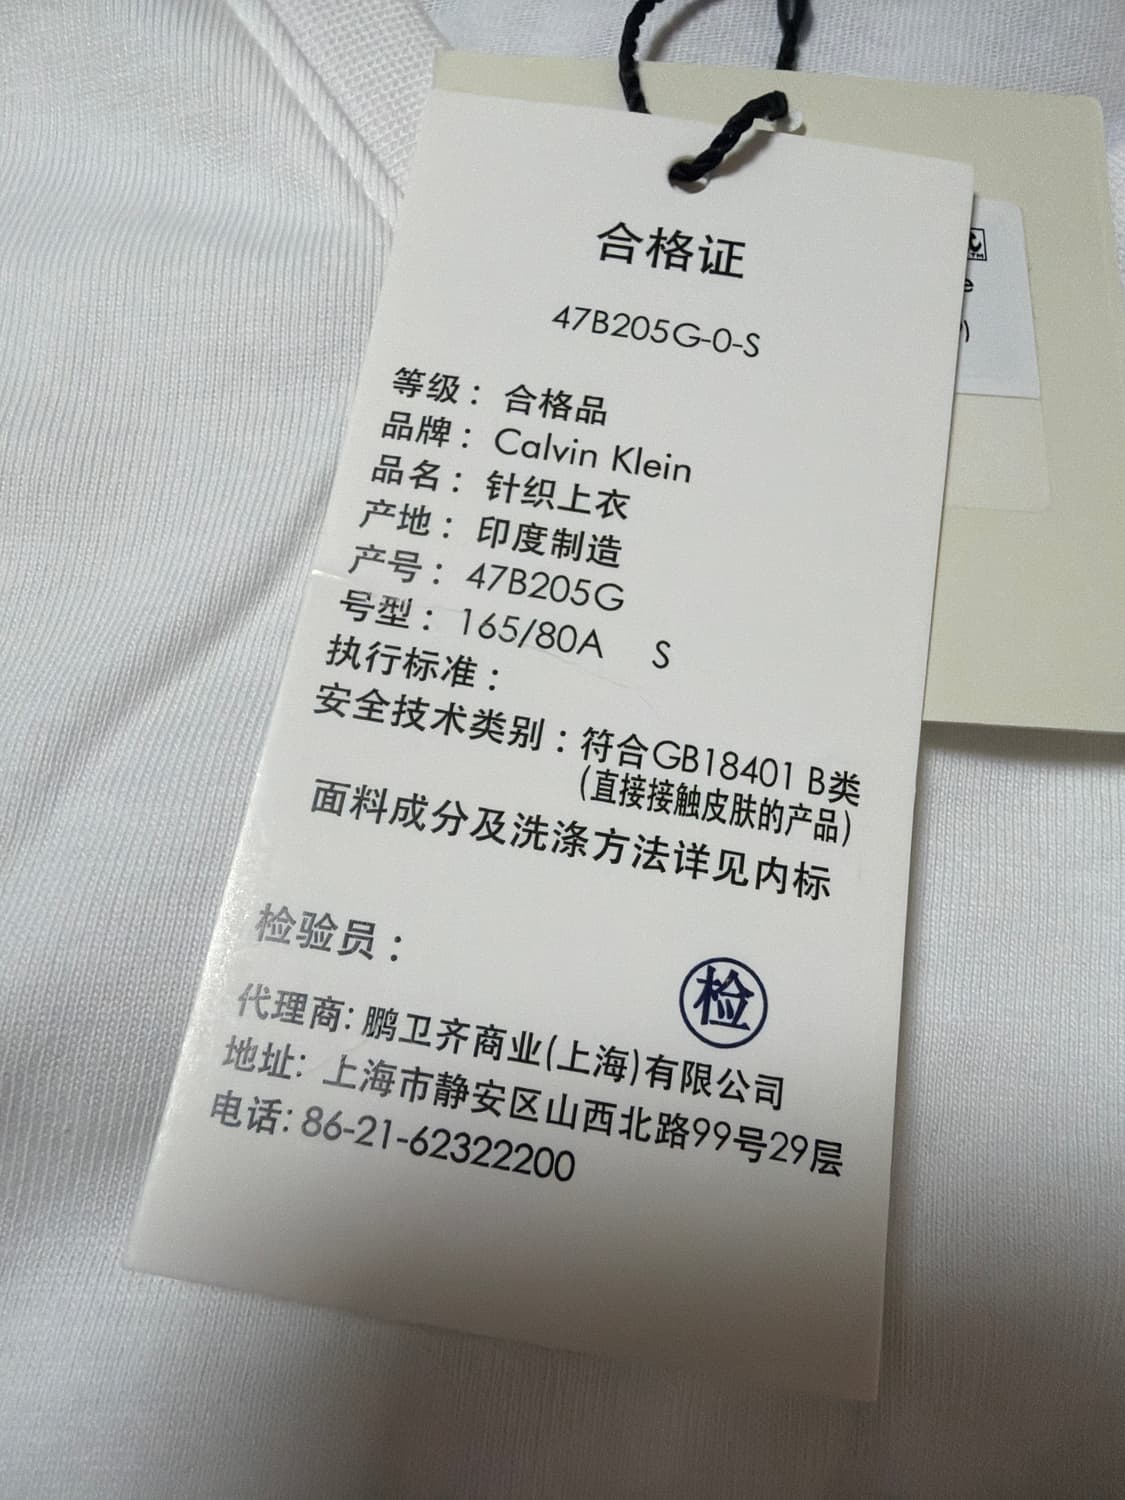 合格证
47B205G-0-S
等级：合格品
品牌：Calvin Klein
品名：针织上衣
产地：印度制造
产号：47B205G
号型：165/80A S
执行标准：
安全技术类别：符合GB18401 B类
(直接接触皮肤的产品)
面料成分及洗涤方法详见内标
检验员：
检
代理商:鹏卫齐商业(上海)有限公司
地址: 上海市静安区山西北路99号29层
电话: 86-21-62322200
TM
e
)